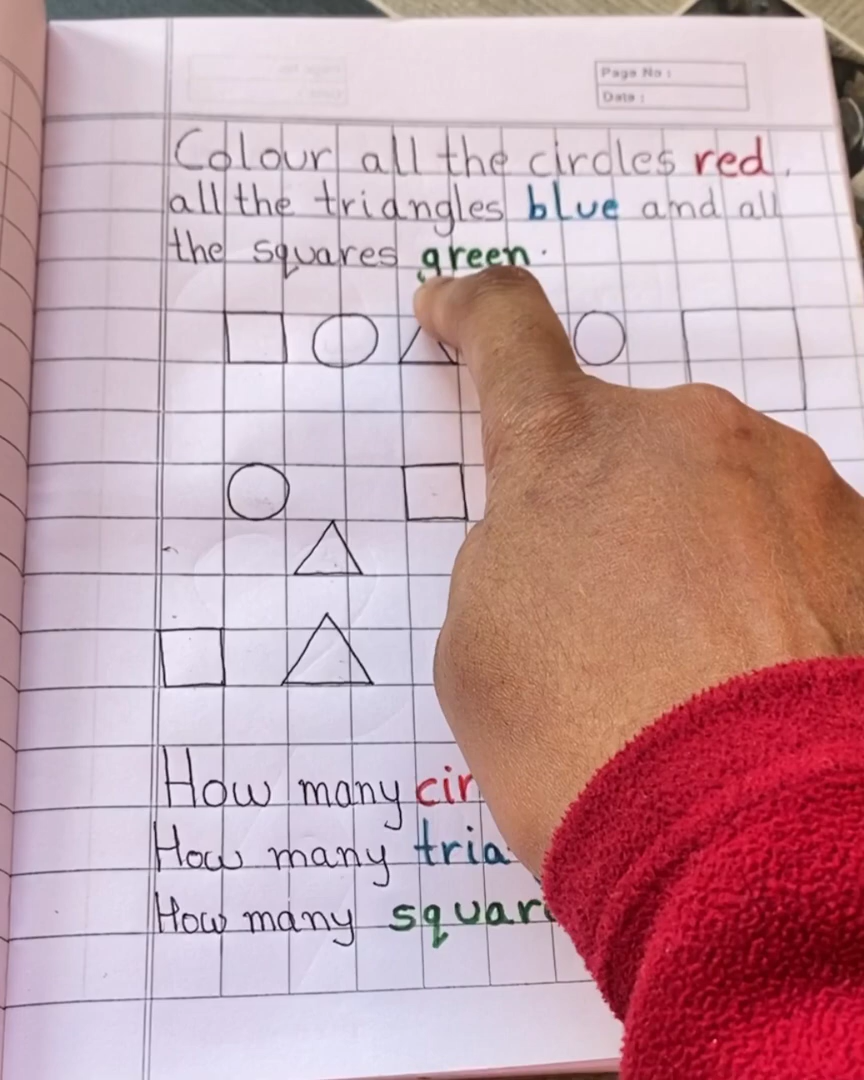 Page No :
Date :
Colour all the circles red,
all the triangles blue and all
the squares green.
How many cir
How many tria
How many squar